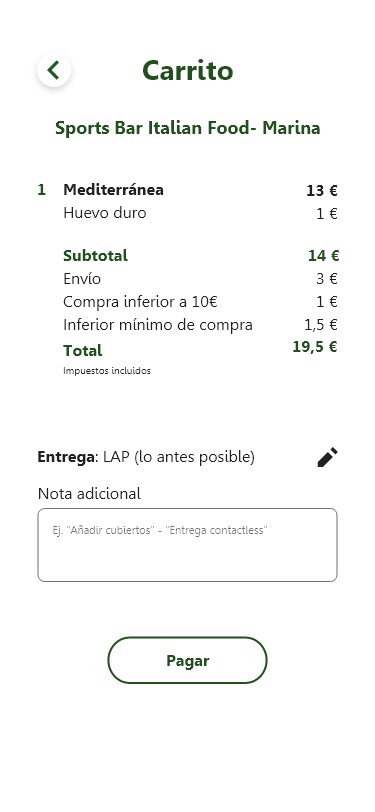 Carrito
Sports Bar Italian Food- Marina
1 Mediterránea 13 €
Huevo duro 1 €
Subtotal 14 €
Envío 3 €
Compra inferior a 10€ 1 €
Inferior mínimo de compra 1,5 €
Total 19,5 €
Impuestos incluidos
Entrega: LAP (lo antes posible)
Nota adicional
Ej. "Añadir cubiertos" - "Entrega contactless"
Pagar